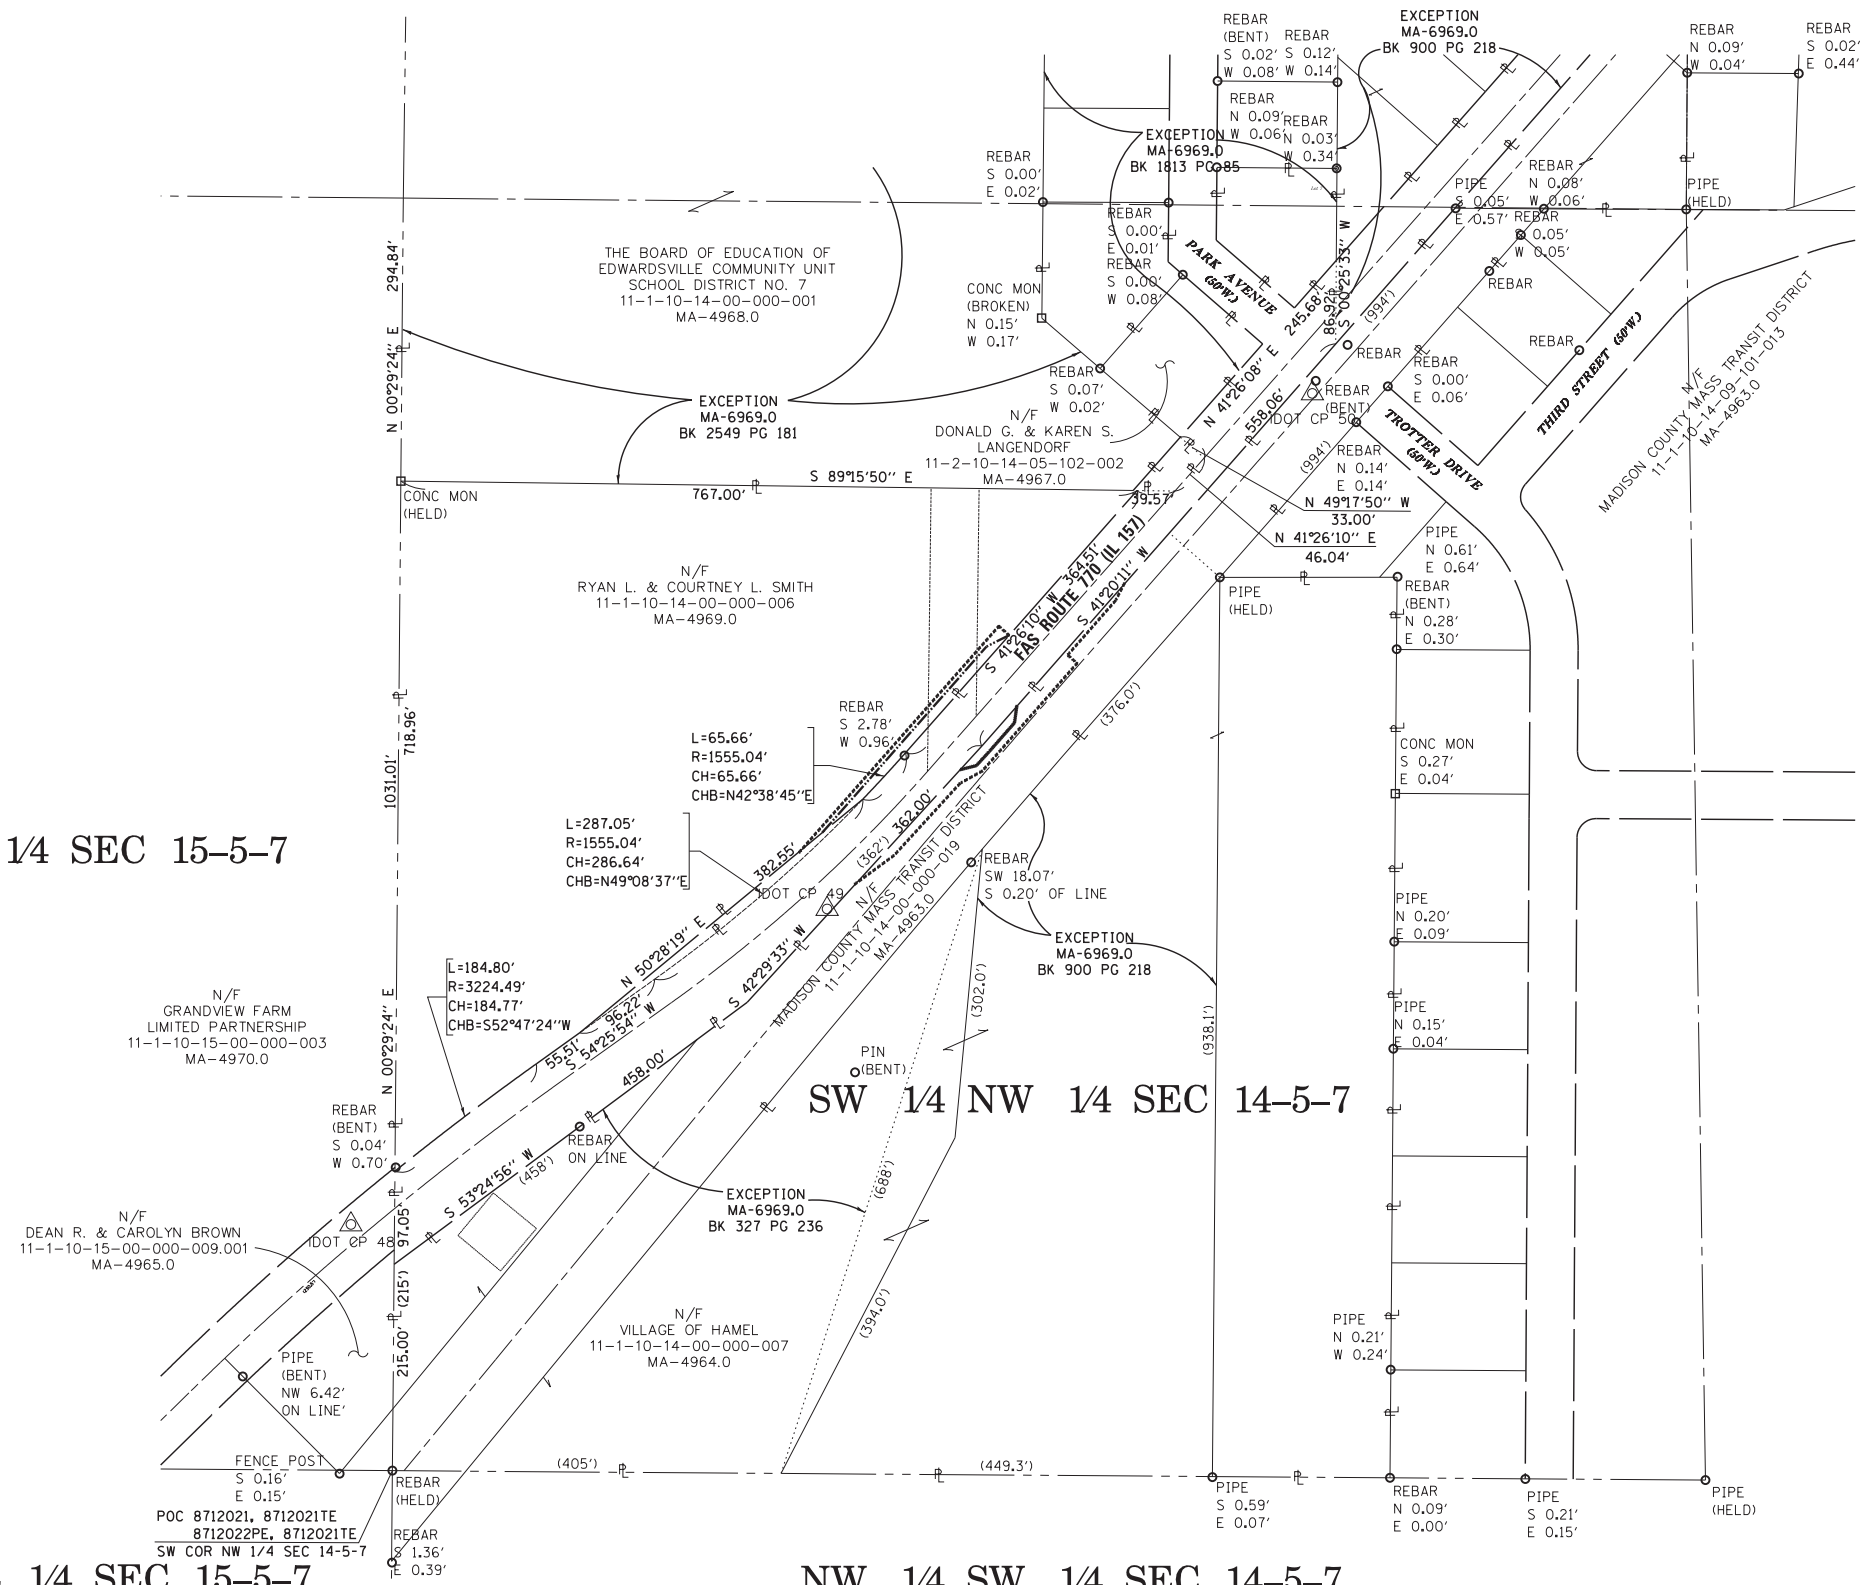 EXCEPTION
MA-6969.0
BK 900 PG 218
REBAR
(BENT)
S 0.02'
W 0.08'
REBAR
S 0.12'
W 0.14'
REBAR
N 0.09'
W 0.04'
REBAR
S 0.02'
E 0.44'
REBAR
N 0.09'
W 0.06'
N 0.03'
W 0.34'
EXCEPTION
MA-6969.0
BK 1813 PG 85
REBAR
S 0.00'
E 0.02'
REBAR
S 0.00'
E 0.01'
REBAR
S 0.00'
W 0.08'
PARK AVENUE
(50'W.)
PIPE
S 0.05'
E 0.57'
REBAR
N 0.08'
W 0.06'
REBAR
S 0.05'
W 0.05'
PIPE
(HELD)
REBAR
294.84'
N 00°29'24" E
THE BOARD OF EDUCATION OF
EDWARDSVILLE COMMUNITY UNIT
SCHOOL DISTRICT NO. 7
11-1-10-14-00-000-001
MA-4968.0
CONC MON
(BROKEN)
N 0.15'
W 0.17'
245.68'
86.92'
S 00°25'33" W
(994')
REBAR
REBAR
THIRD STREET (50'W.)
N/F
MADISON COUNTY MASS TRANSIT DISTRICT
11-1-10-14-09-101-013
MA-4963.0
REBAR
S 0.07'
W 0.02'
N 41°26'08" E
558.06'
REBAR
(BENT)
IDOT CP 50
REBAR
S 0.00'
E 0.06'
TROTTER DRIVE
(50'W.)
EXCEPTION
MA-6969.0
BK 2549 PG 181
N/F
DONALD G. & KAREN S.
LANGENDORF
11-2-10-14-05-102-002
MA-4967.0
(994')
REBAR
N 0.14'
E 0.14'
CONC MON
(HELD)
S 89°15'50" E
767.00'
39.57'
N 49°17'50" W
33.00'
N 41°26'10" E
46.04'
PIPE
N 0.61'
E 0.64'
N/F
RYAN L. & COURTNEY L. SMITH
11-1-10-14-00-000-006
MA-4969.0
S 41°26'10" W 364.51'
FAS ROUTE 770 (IL 157)
S 41°20'11" W
PIPE
(HELD)
REBAR
(BENT)
N 0.28'
E 0.30'
718.96'
1031.01'
REBAR
S 2.78'
W 0.96'
(376.0')
L=65.66'
R=1555.04'
CH=65.66'
CHB=N42°38'45"E
CONC MON
S 0.27'
E 0.04'
1/4 SEC 15-5-7
L=287.05'
R=1555.04'
CH=286.64'
CHB=N49°08'37"E
382.55'
362.00'
(362')
IDOT CP 49
N/F
MADISON COUNTY MASS TRANSIT DISTRICT
11-1-10-14-00-000-019
MA-4963.0
REBAR
SW 18.07'
S 0.20' OF LINE
PIPE
N 0.20'
E 0.09'
EXCEPTION
MA-6969.0
BK 900 PG 218
N 50°28'19" E
S 42°29'33" W
L=184.80'
R=3224.49'
CH=184.77'
CHB=S52°47'24"W
96.22'
S 54°25'54" W
55.51'
458.00'
(302.0')
(938.1')
PIPE
N 0.15'
E 0.04'
N/F
GRANDVIEW FARM
LIMITED PARTNERSHIP
11-1-10-15-00-000-003
MA-4970.0
N 00°29'24" E
PIN
(BENT)
SW 1/4 NW 1/4 SEC 14-5-7
REBAR
(BENT)
S 0.04'
W 0.70'
REBAR
ON LINE
S 53°24'56" W
(458')
(688')
EXCEPTION
MA-6969.0
BK 327 PG 236
N/F
DEAN R. & CAROLYN BROWN
11-1-10-15-00-000-009.001
MA-4965.0
IDOT CP 48
97.05'
(215')
215.00'
(394.0')
N/F
VILLAGE OF HAMEL
11-1-10-14-00-000-007
MA-4964.0
PIPE
N 0.21'
W 0.24'
PIPE
(BENT)
NW 6.42'
ON LINE'
FENCE POST
S 0.16'
E 0.15'
(405')
(449.3')
REBAR
(HELD)
PIPE
S 0.59'
E 0.07'
REBAR
N 0.09'
E 0.00'
PIPE
S 0.21'
E 0.15'
PIPE
(HELD)
POC 8712021, 8712021TE
8712022PE, 8712021TE
SW COR NW 1/4 SEC 14-5-7
REBAR
S 1.36'
E 0.39'
1/4 SEC 15-5-7
NW 1/4 SW 1/4 SEC 14-5-7